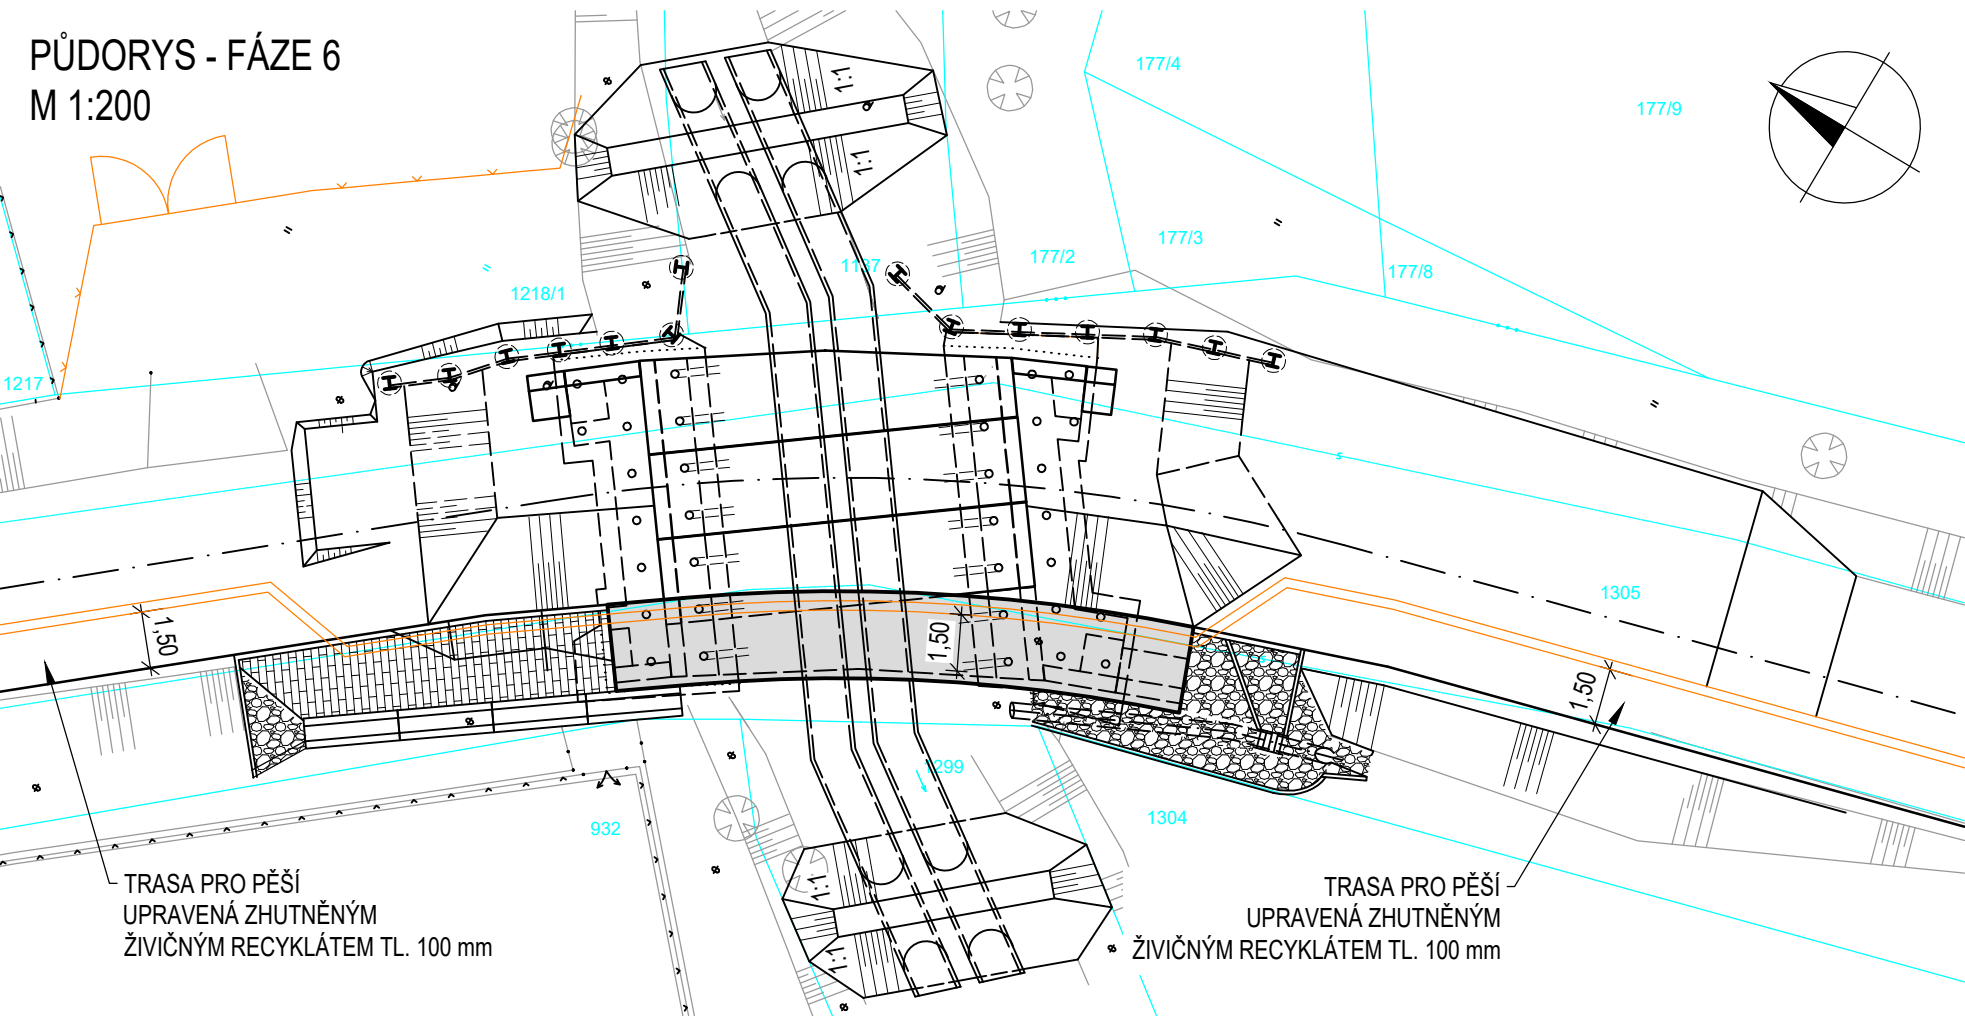 PŮDORYS - FÁZE 6
M 1:200
177/4
177/9
1:1
1:1
177/3
177/2
177/8
1137
1218/1
1217
1305
1,50
1,50
1,50
1299
1304
932
1:1
1:1
TRASA PRO PĚŠÍ
UPRAVENÁ ZHUTNĚNÝM
ŽIVIČNÝM RECYKLÁTEM TL. 100 mm
TRASA PRO PĚŠÍ
UPRAVENÁ ZHUTNĚNÝM
ŽIVIČNÝM RECYKLÁTEM TL. 100 mm